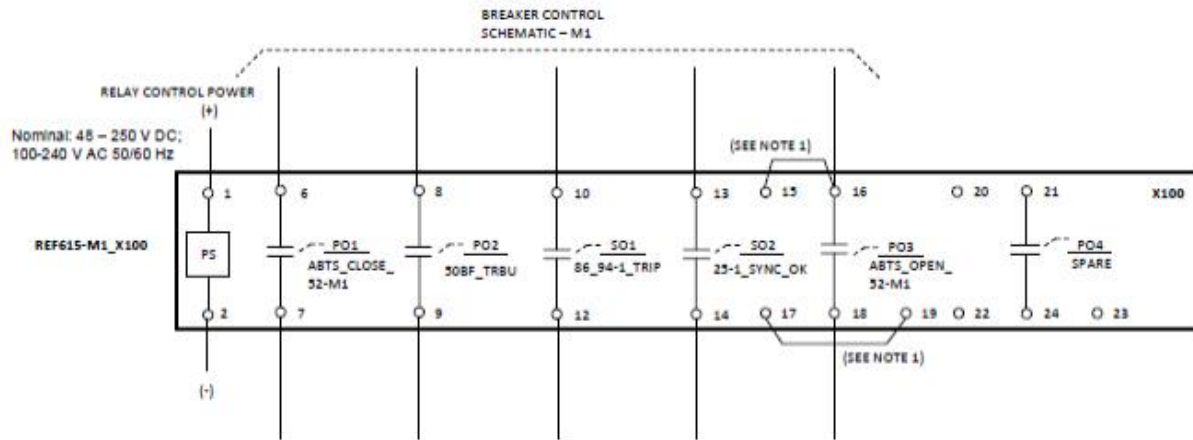 BREAKER CONTROL
SCHEMATIC – M1
RELAY CONTROL POWER
(+)
Nominal: 48 – 250 V DC;
100-240 V AC 50/60 Hz
(SEE NOTE 1)
1 6 8 10 13 15 16 20 21 X100
REF615-M1_X100
PS
PO1
ABTS_CLOSE_
52-M1
PO2
50BF_TRBU
SO1
86_94-1_TRIP
SO2
25-1_SYNC_OK
PO3
ABTS_OPEN_
52-M1
PO4
SPARE
2 7 9 12 14 17 18 19 22 24 23
(SEE NOTE 1)
(-)